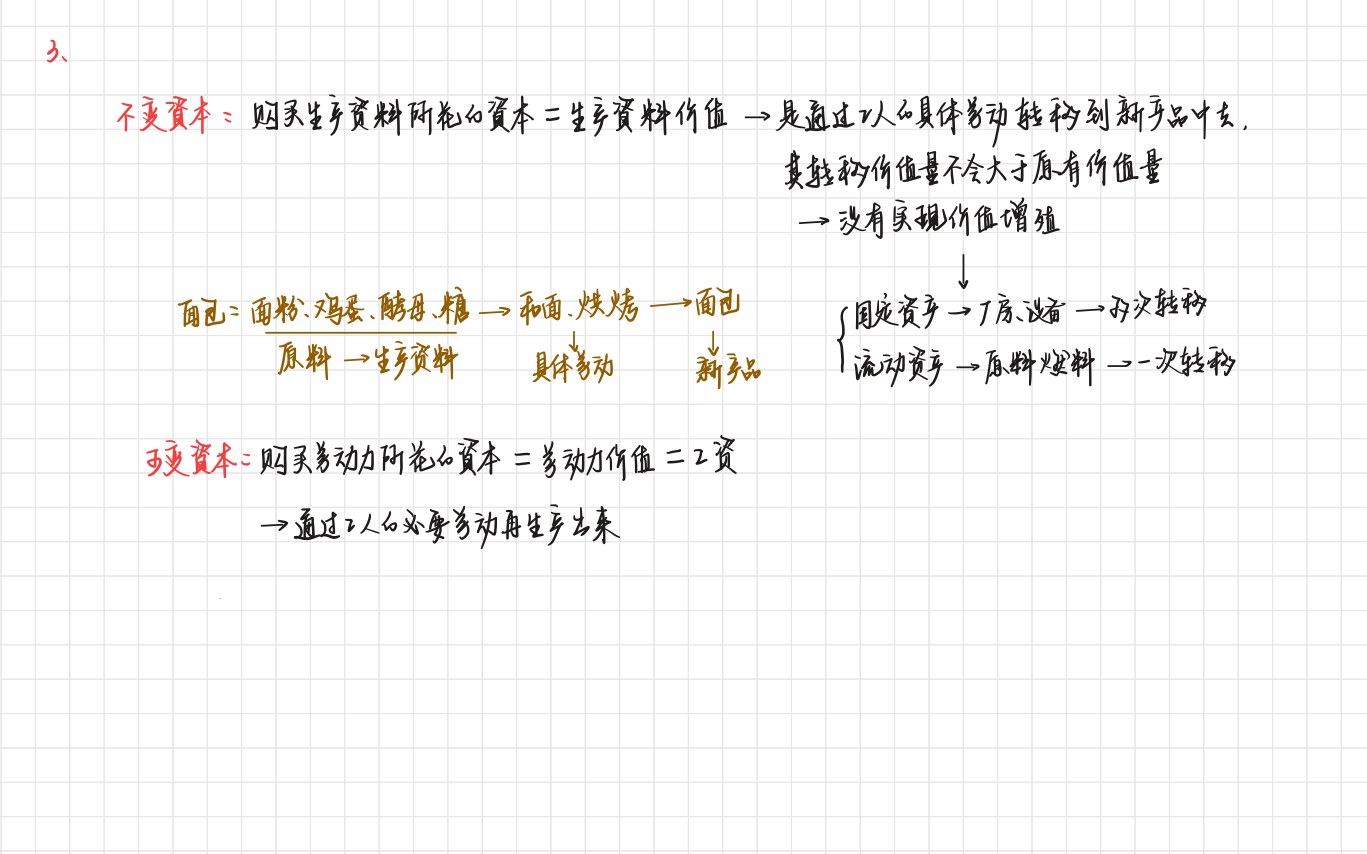 3、
不变資本：购买生产資料所花的資本=生产資料价值→是通过工人的具体劳动转移到新产品中去，
其转移价值量不会大于原有价值量
→没有实现价值增殖
↓
面包：面粉、鸡蛋、酵母、糖→和面、烘烤→面包
原料→生产资料 ↓具体劳动 ↓新产品
固定资产→厂房、设备→多次转移
流动资产→原料燃料→一次转移
可变資本：购买劳动力所花的資本=劳动力价值=工资
→通过工人的必要劳动再生产出来